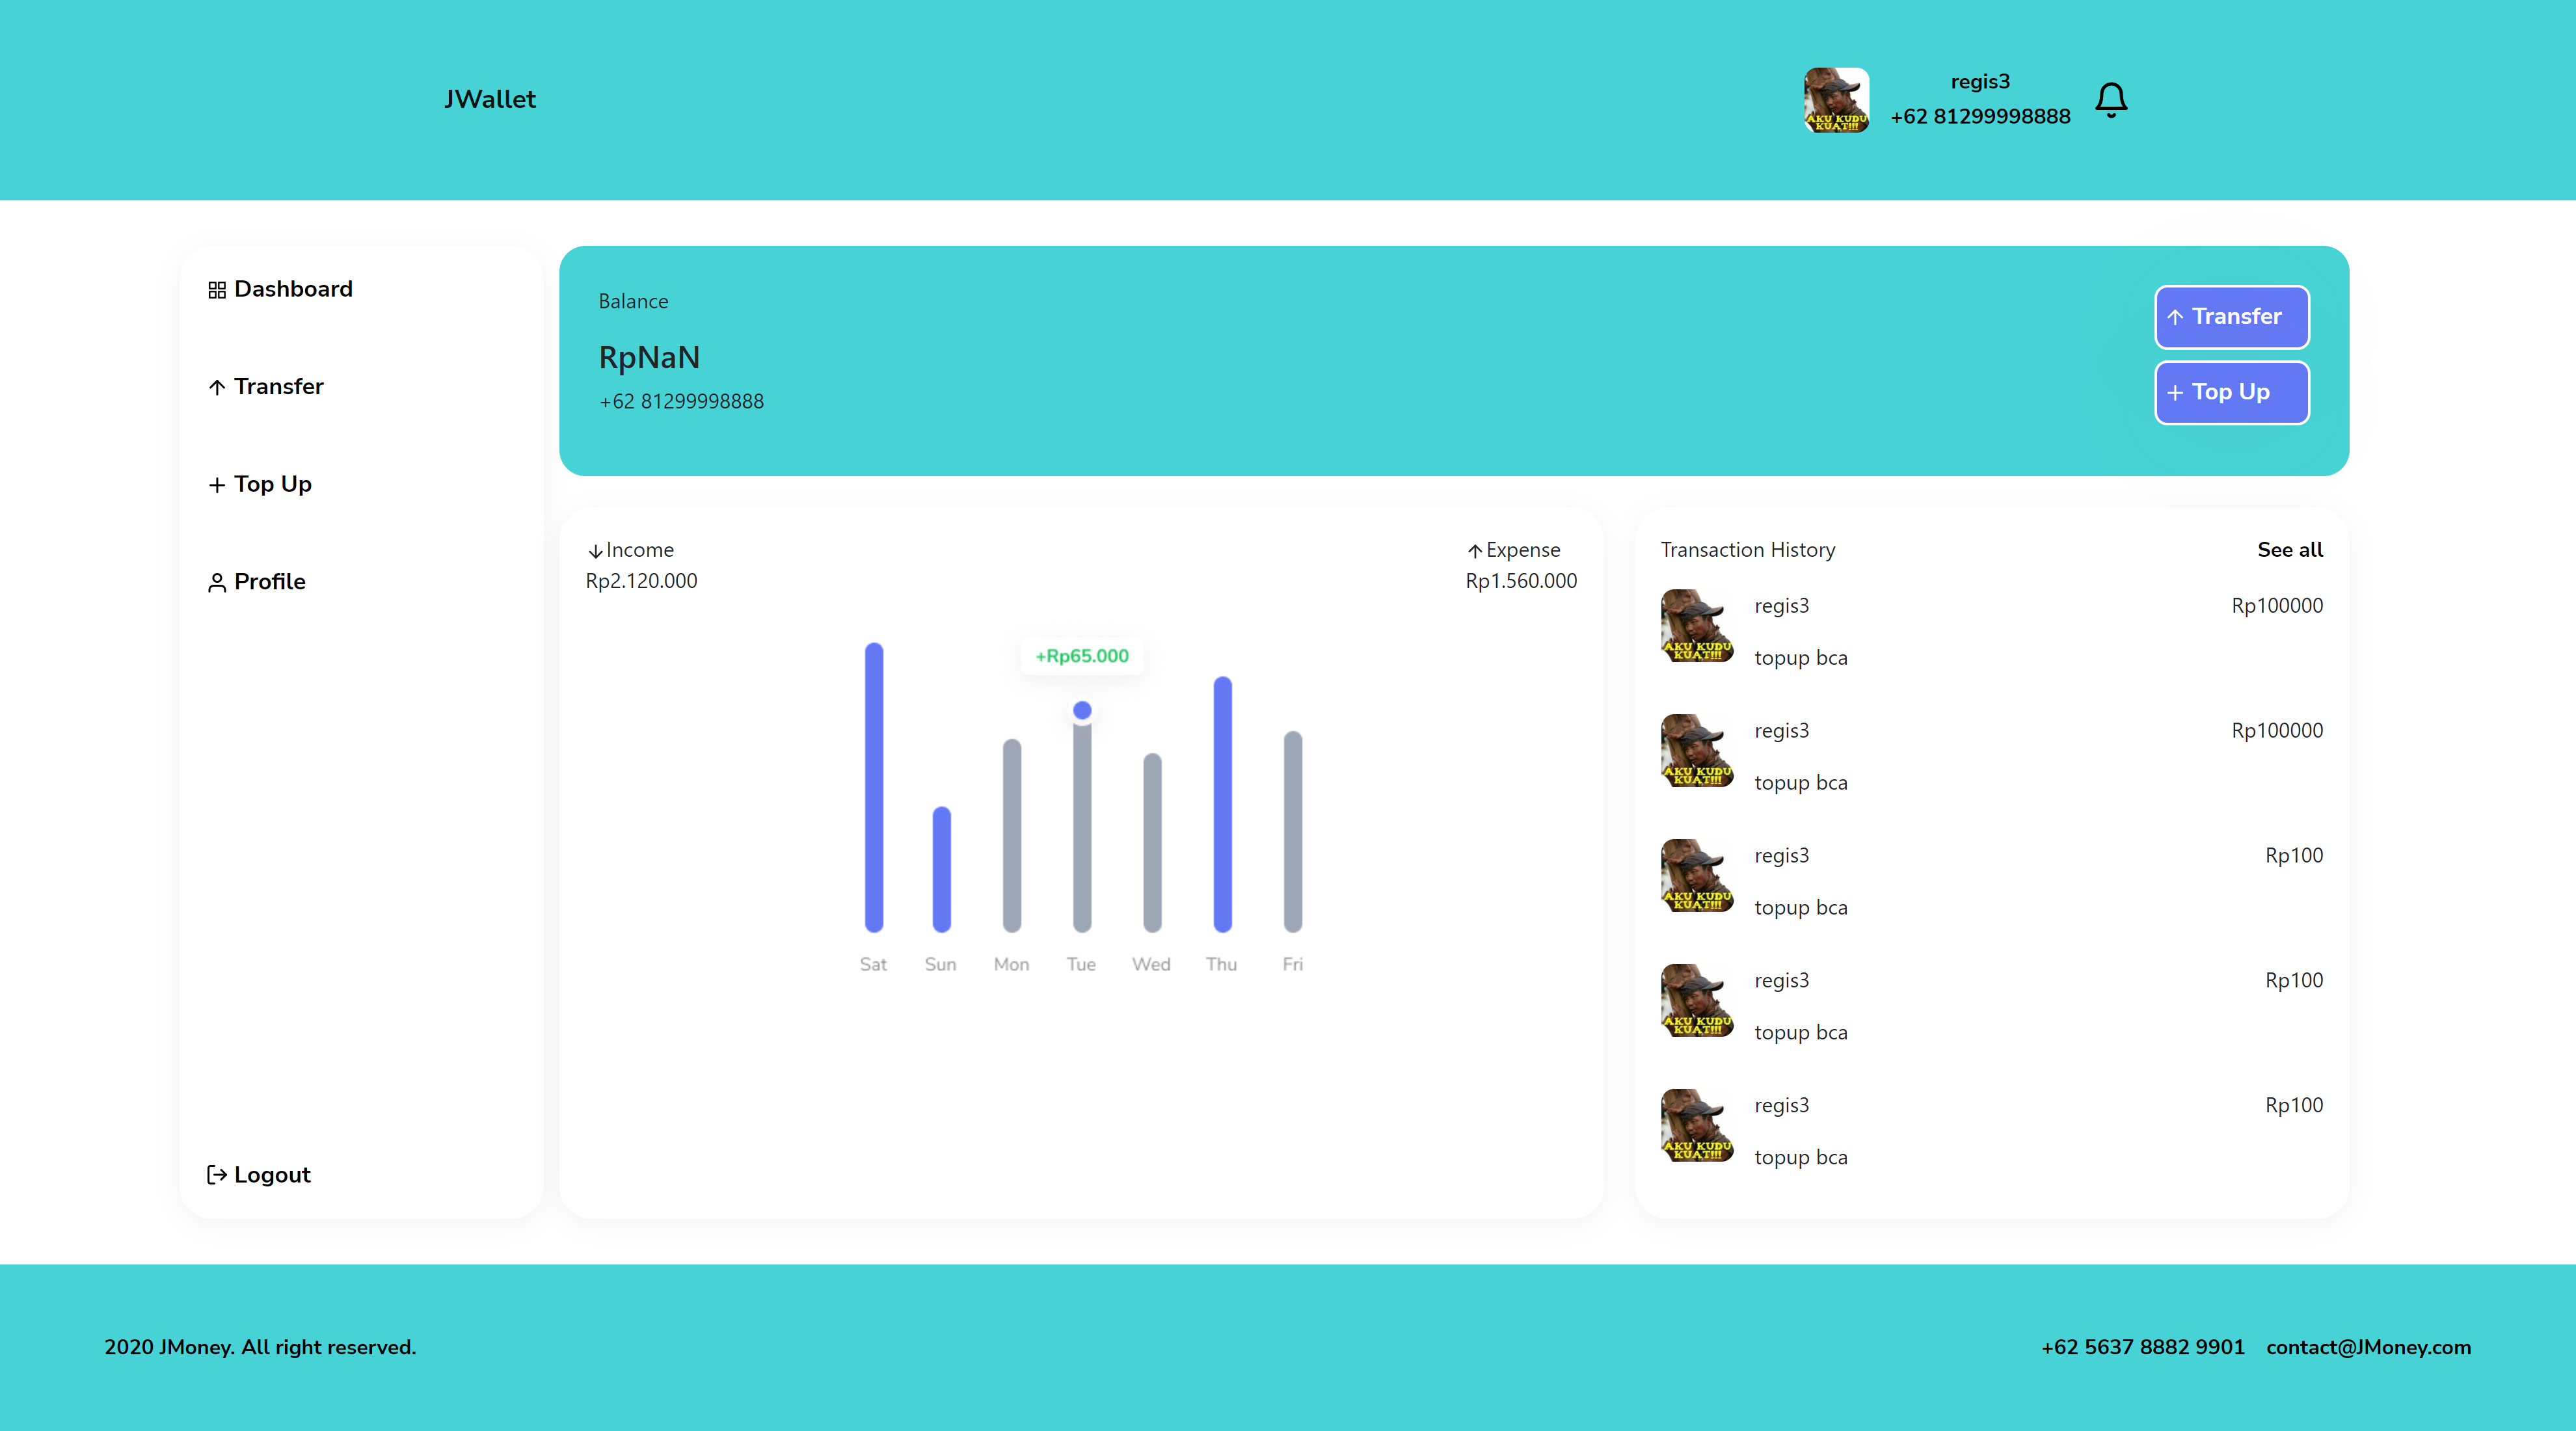 JWallet
AKU KUDU
KUAT!!!
regis3
+62 81299998888
Dashboard
Transfer
Top Up
Profile
Logout
Balance
RpNaN
+62 81299998888
Transfer
Top Up
Income
Rp2.120.000
Expense
Rp1.560.000
+Rp65.000
Sat Sun Mon Tue Wed Thu Fri
Transaction History See all
AKU KUDU
KUAT!!!
regis3 Rp100000
topup bca
AKU KUDU
KUAT!!!
regis3 Rp100000
topup bca
AKU KUDU
KUAT!!!
regis3 Rp100
topup bca
AKU KUDU
KUAT!!!
regis3 Rp100
topup bca
AKU KUDU
KUAT!!!
regis3 Rp100
topup bca
2020 JMoney. All right reserved.
+62 5637 8882 9901 contact@JMoney.com